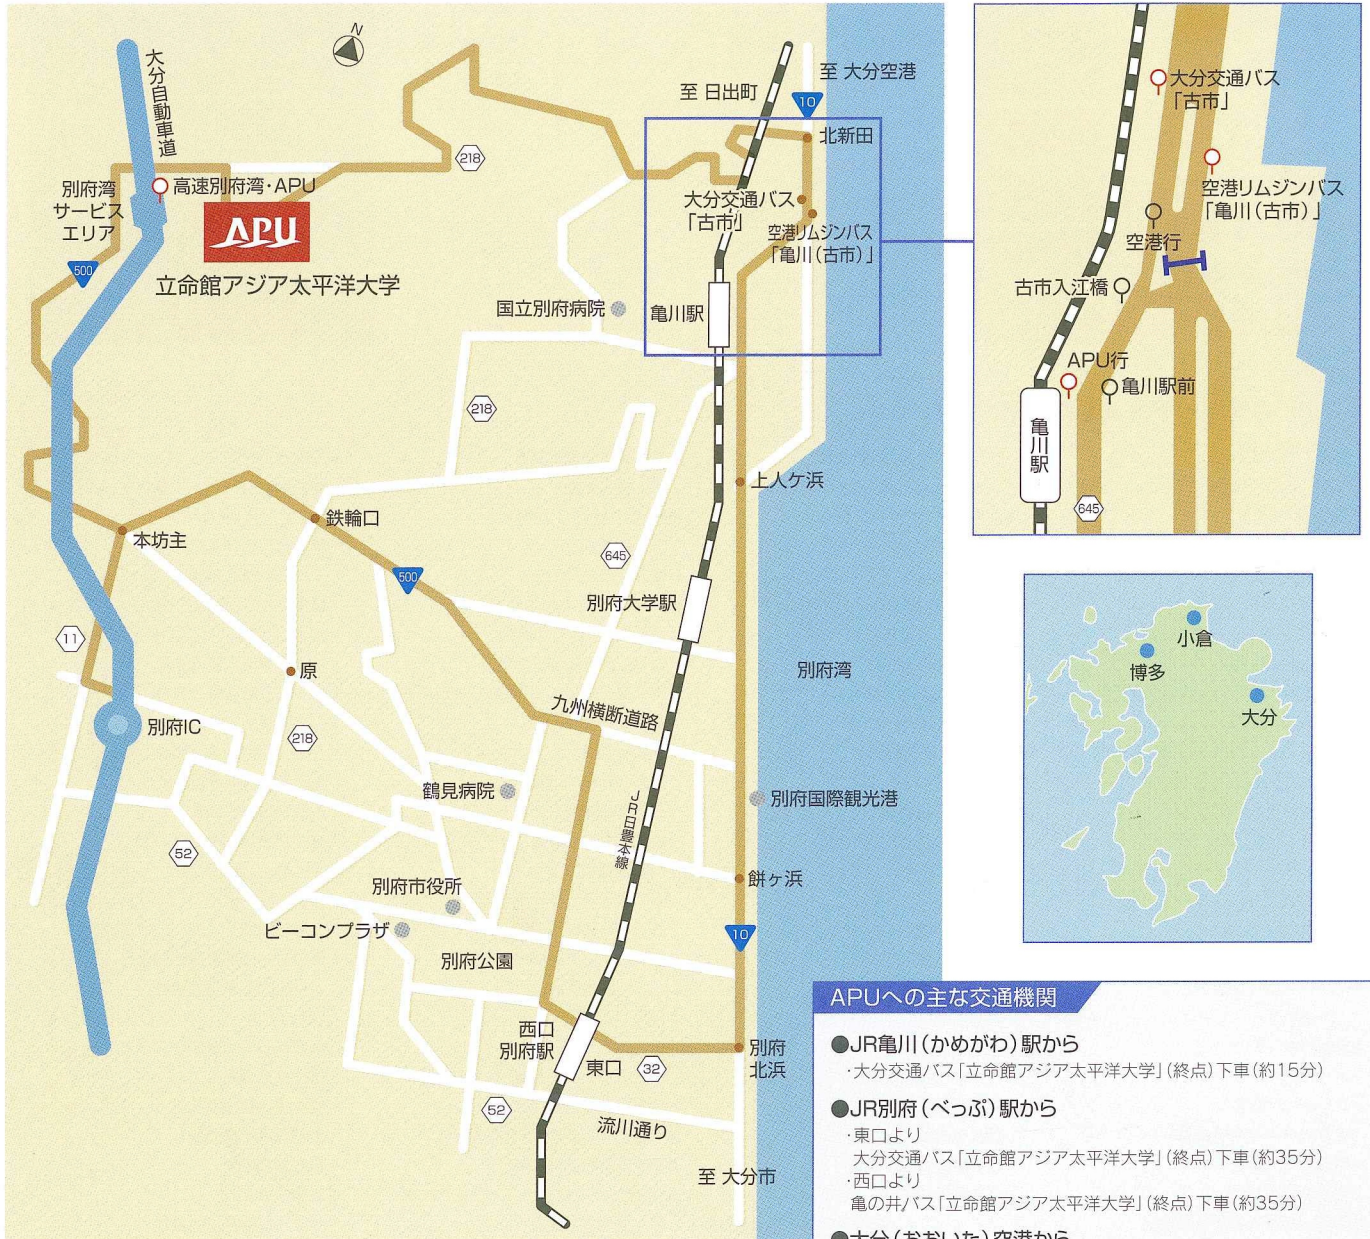 N
大分自動車道
至 日出町
至 大分空港
10
北新田
218
別府湾
サービス
エリア
高速別府湾・APU
APU
立命館アジア太平洋大学
500
大分交通バス
「古市」
空港リムジンバス
「亀川(古市)」
国立別府病院
亀川駅
218
上人ケ浜
鉄輪口
本坊主
500
645
別府大学駅
11
原
別府湾
九州横断道路
別府IC
218
鶴見病院
JR日豊本線
別府国際観光港
52
別府市役所
餅ヶ浜
ビーコンプラザ
10
別府公園
西口
別府駅
東口
32
別府
北浜
52
流川通り
至 大分市
大分交通バス
「古市」
空港リムジンバス
「亀川(古市)」
空港行
古市入江橋
APU行
亀川駅前
亀川駅
645
小倉
博多
大分
APUへの主な交通機関
●JR亀川(かめがわ)駅から
・大分交通バス「立命館アジア太平洋大学」(終点)下車(約15分)
●JR別府(べっぷ)駅から
・東口より
大分交通バス「立命館アジア太平洋大学」(終点)下車(約35分)
・西口より
亀の井バス「立命館アジア太平洋大学」(終点)下車(約35分)
●大分(おおいた)空港から